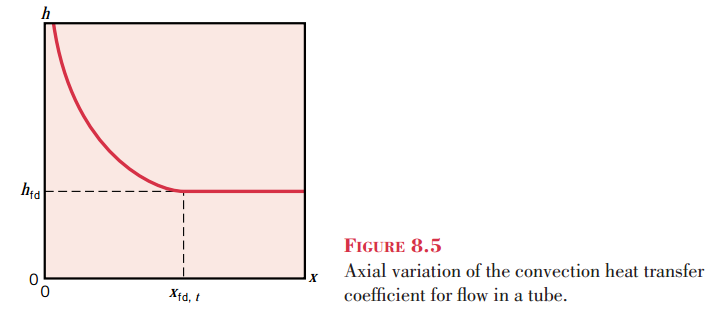 h
h_fd
0
0
x_fd, t
x
FIGURE 8.5
Axial variation of the convection heat transfer
coefficient for flow in a tube.